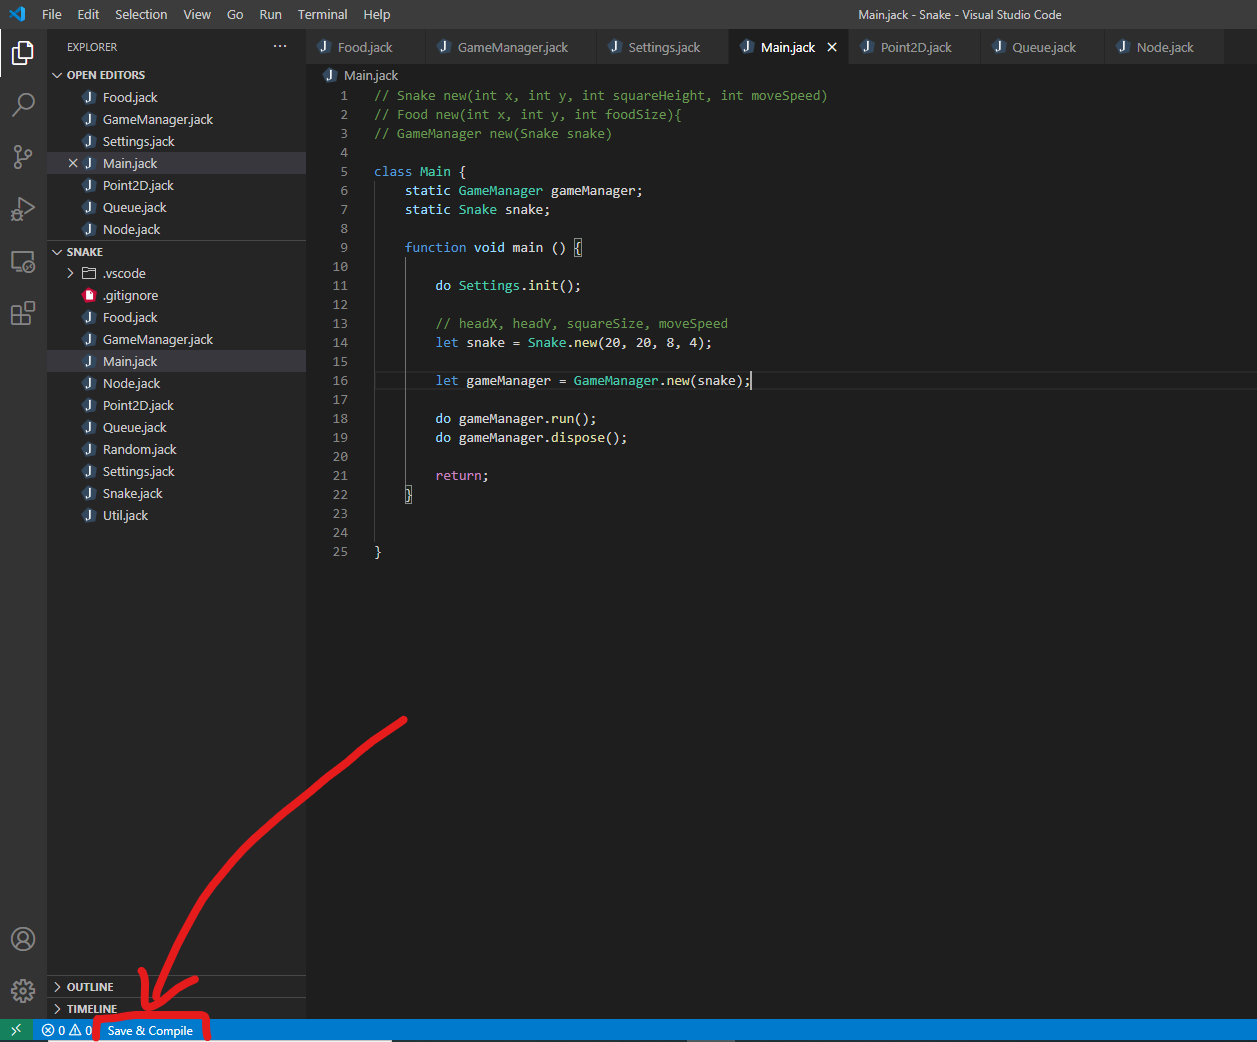 File Edit Selection View Go Run Terminal Help
Main.jack - Snake - Visual Studio Code
EXPLORER
OPEN EDITORS
Food.jack
GameManager.jack
Settings.jack
Main.jack
Point2D.jack
Queue.jack
Node.jack
SNAKE
.vscode
.gitignore
Food.jack
GameManager.jack
Main.jack
Node.jack
Point2D.jack
Queue.jack
Random.jack
Settings.jack
Snake.jack
Util.jack
OUTLINE
TIMELINE
Food.jack GameManager.jack Settings.jack Main.jack Point2D.jack Queue.jack Node.jack
Main.jack
1 // Snake new(int x, int y, int squareHeight, int moveSpeed)
2 // Food new(int x, int y, int foodSize){
3 // GameManager new(Snake snake)
4
5 class Main {
6 static GameManager gameManager;
7 static Snake snake;
8
9 function void main () {
10
11 do Settings.init();
12
13 // headX, headY, squareSize, moveSpeed
14 let snake = Snake.new(20, 20, 8, 4);
15
16 let gameManager = GameManager.new(snake);
17
18 do gameManager.run();
19 do gameManager.dispose();
20
21 return;
22 }
23
24
25 }
0 0 Save & Compile